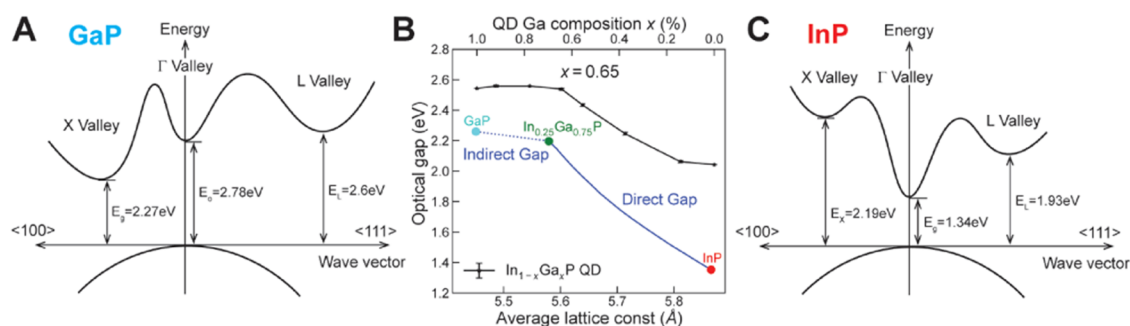 A
GaP
Energy
Γ Valley
X Valley
L Valley
E_g=2.27eV
E_o=2.78eV
E_L=2.6eV
<100>
<111>
Wave vector
B
QD Ga composition x (%)
1.0 0.8 0.6 0.4 0.2 0.0
x = 0.65
Optical gap (eV)
2.8
2.6
2.4
2.2
2.0
1.8
1.6
1.4
1.2
GaP
In0.25Ga0.75P
Indirect Gap
Direct Gap
InP
In1−xGaxP QD
5.5 5.6 5.7 5.8
Average lattice const (Å)
C
InP
Energy
X Valley
Γ Valley
L Valley
E_X=2.19eV
E_g=1.34eV
E_L=1.93eV
<100>
<111>
Wave vector